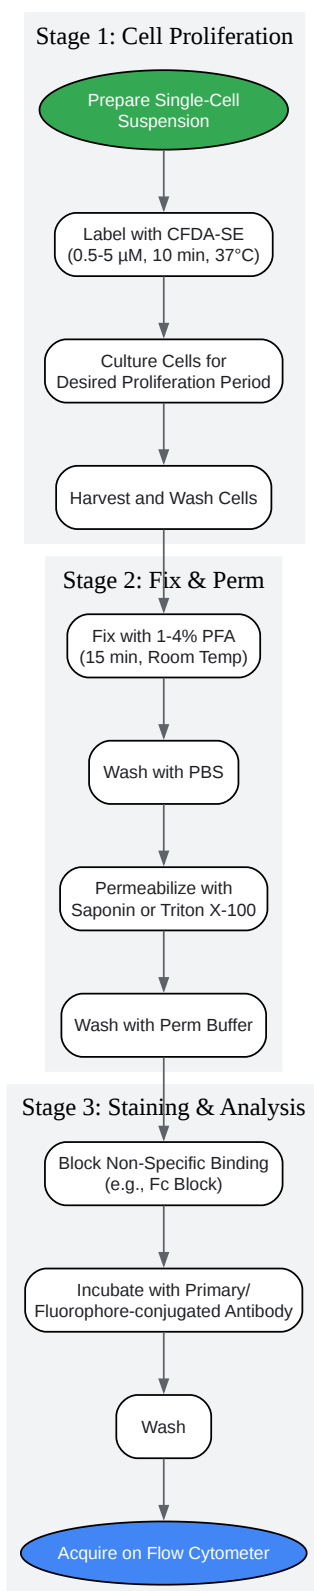 Stage 1: Cell Proliferation
Prepare Single-Cell
Suspension
Label with CFDA-SE
(0.5-5 µM, 10 min, 37°C)
Culture Cells for
Desired Proliferation Period
Harvest and Wash Cells
Stage 2: Fix & Perm
Fix with 1-4% PFA
(15 min, Room Temp)
Wash with PBS
Permeabilize with
Saponin or Triton X-100
Wash with Perm Buffer
Stage 3: Staining & Analysis
Block Non-Specific Binding
(e.g., Fc Block)
Incubate with Primary/
Fluorophore-conjugated Antibody
Wash
Acquire on Flow Cytometer